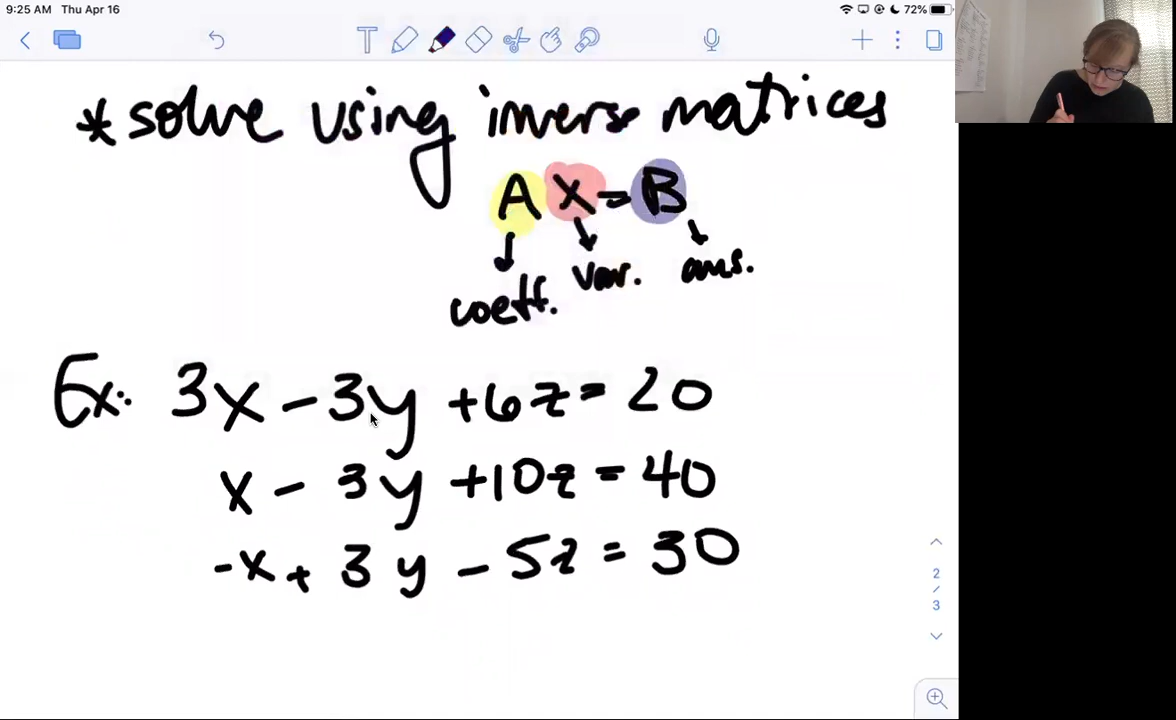 9:25 AM Thu Apr 16
72%
* solve using inverse matrices
A X = B
coeff. var. ans.
Ex: 3x - 3y + 6z = 20
x - 3y + 10z = 40
-x + 3y - 5z = 30
2
/
3